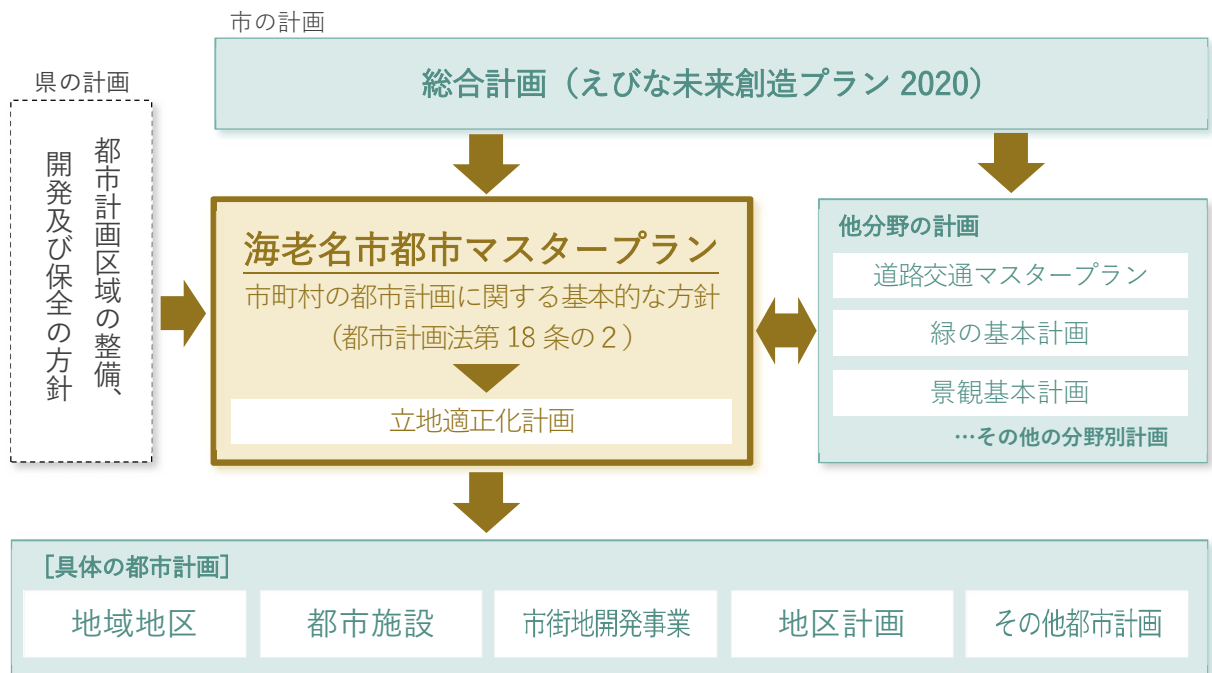 市の計画
総合計画（えびな未来創造プラン 2020）
県の計画
都市計画区域の整備、
開発及び保全の方針
海老名市都市マスタープラン
市町村の都市計画に関する基本的な方針
（都市計画法第 18 条の２）
立地適正化計画
他分野の計画
道路交通マスタープラン
緑の基本計画
景観基本計画
…その他の分野別計画
［具体の都市計画］
地域地区
都市施設
市街地開発事業
地区計画
その他都市計画